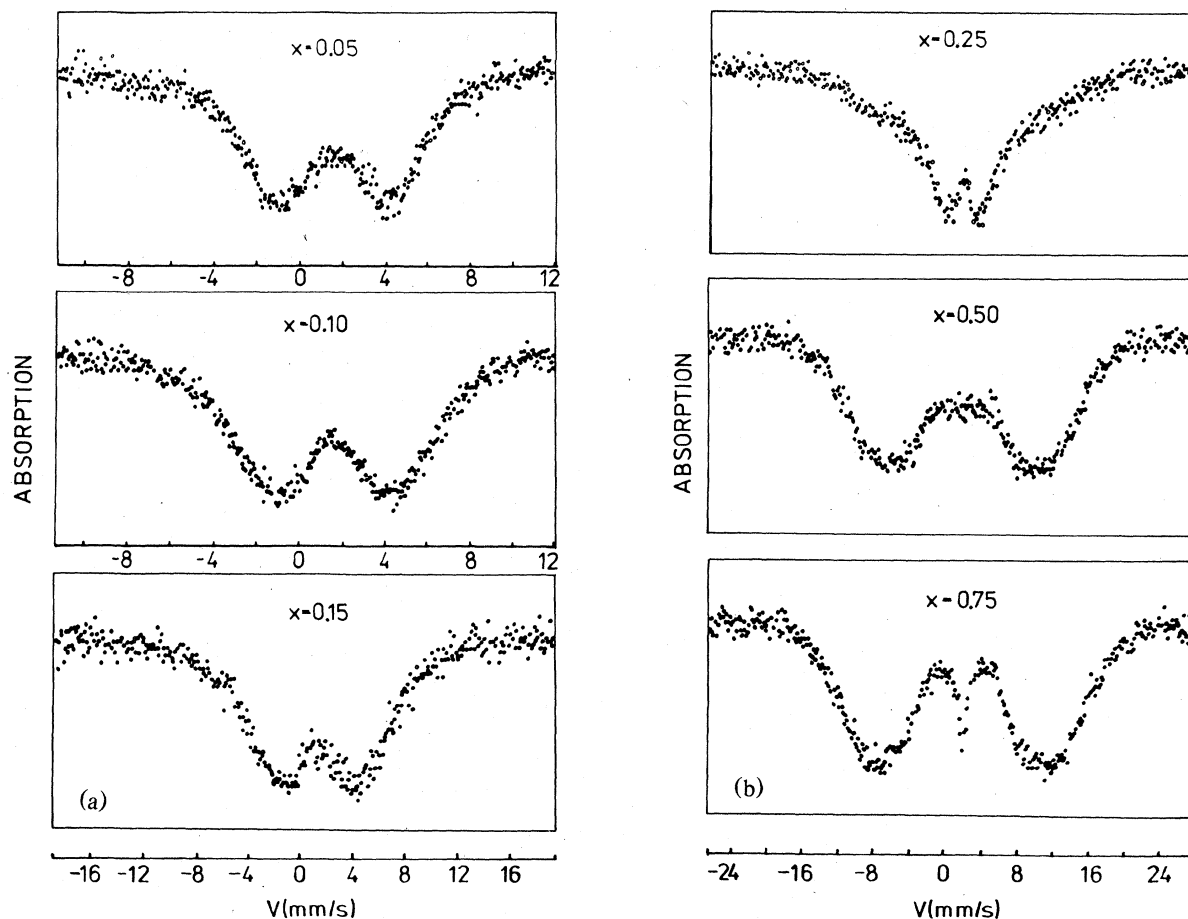 x=0.05
-8 -4 0 4 8 12
x=0.10
ABSORPTION
-8 -4 0 4 8 12
x=0.15
(a)
-16 -12 -8 -4 0 4 8 12 16
V(mm/s)
x=0.25
x=0.50
ABSORPTION
x=0.75
(b)
-24 -16 -8 0 8 16 24
V(mm/s)